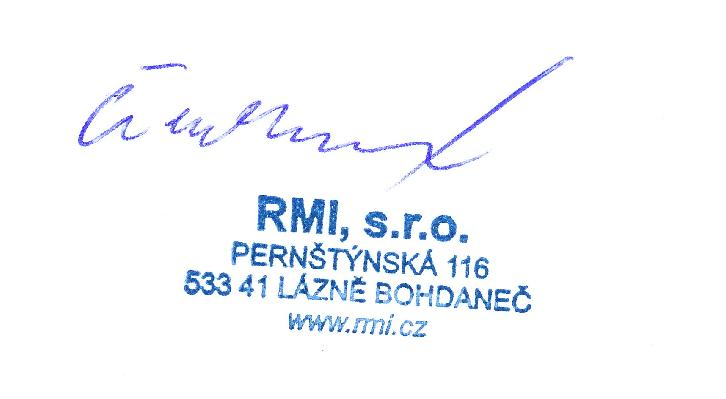 RMI, s.r.o.
PERNŠTÝNSKÁ 116
533 41 LÁZNĚ BOHDANEČ
www.rmi.cz